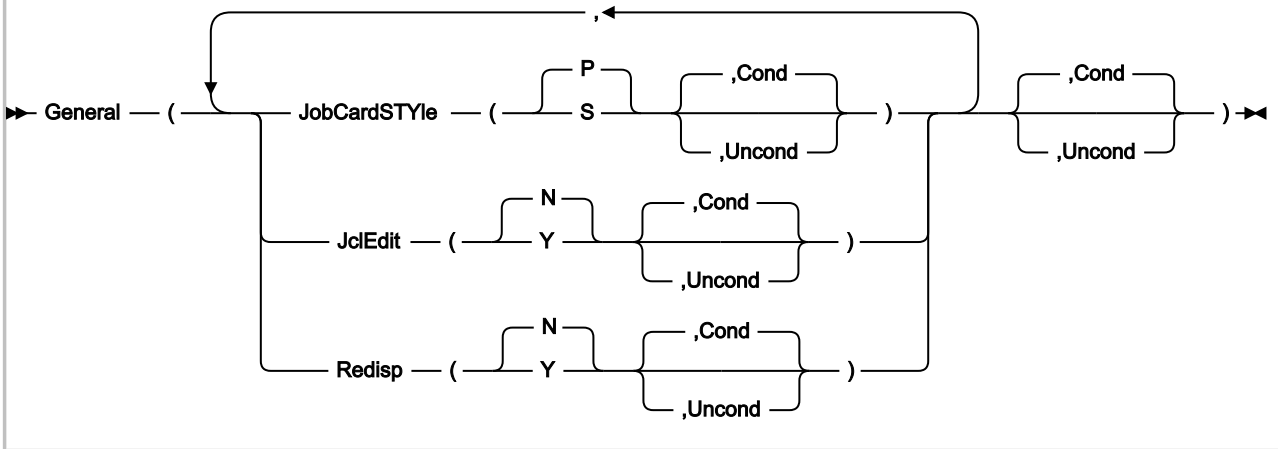 ,
P ,Cond ,Cond
General ( JobCardSTYle ( S ) )
,Uncond ,Uncond
N ,Cond
JclEdit ( Y )
,Uncond
N ,Cond
Redisp ( Y )
,Uncond